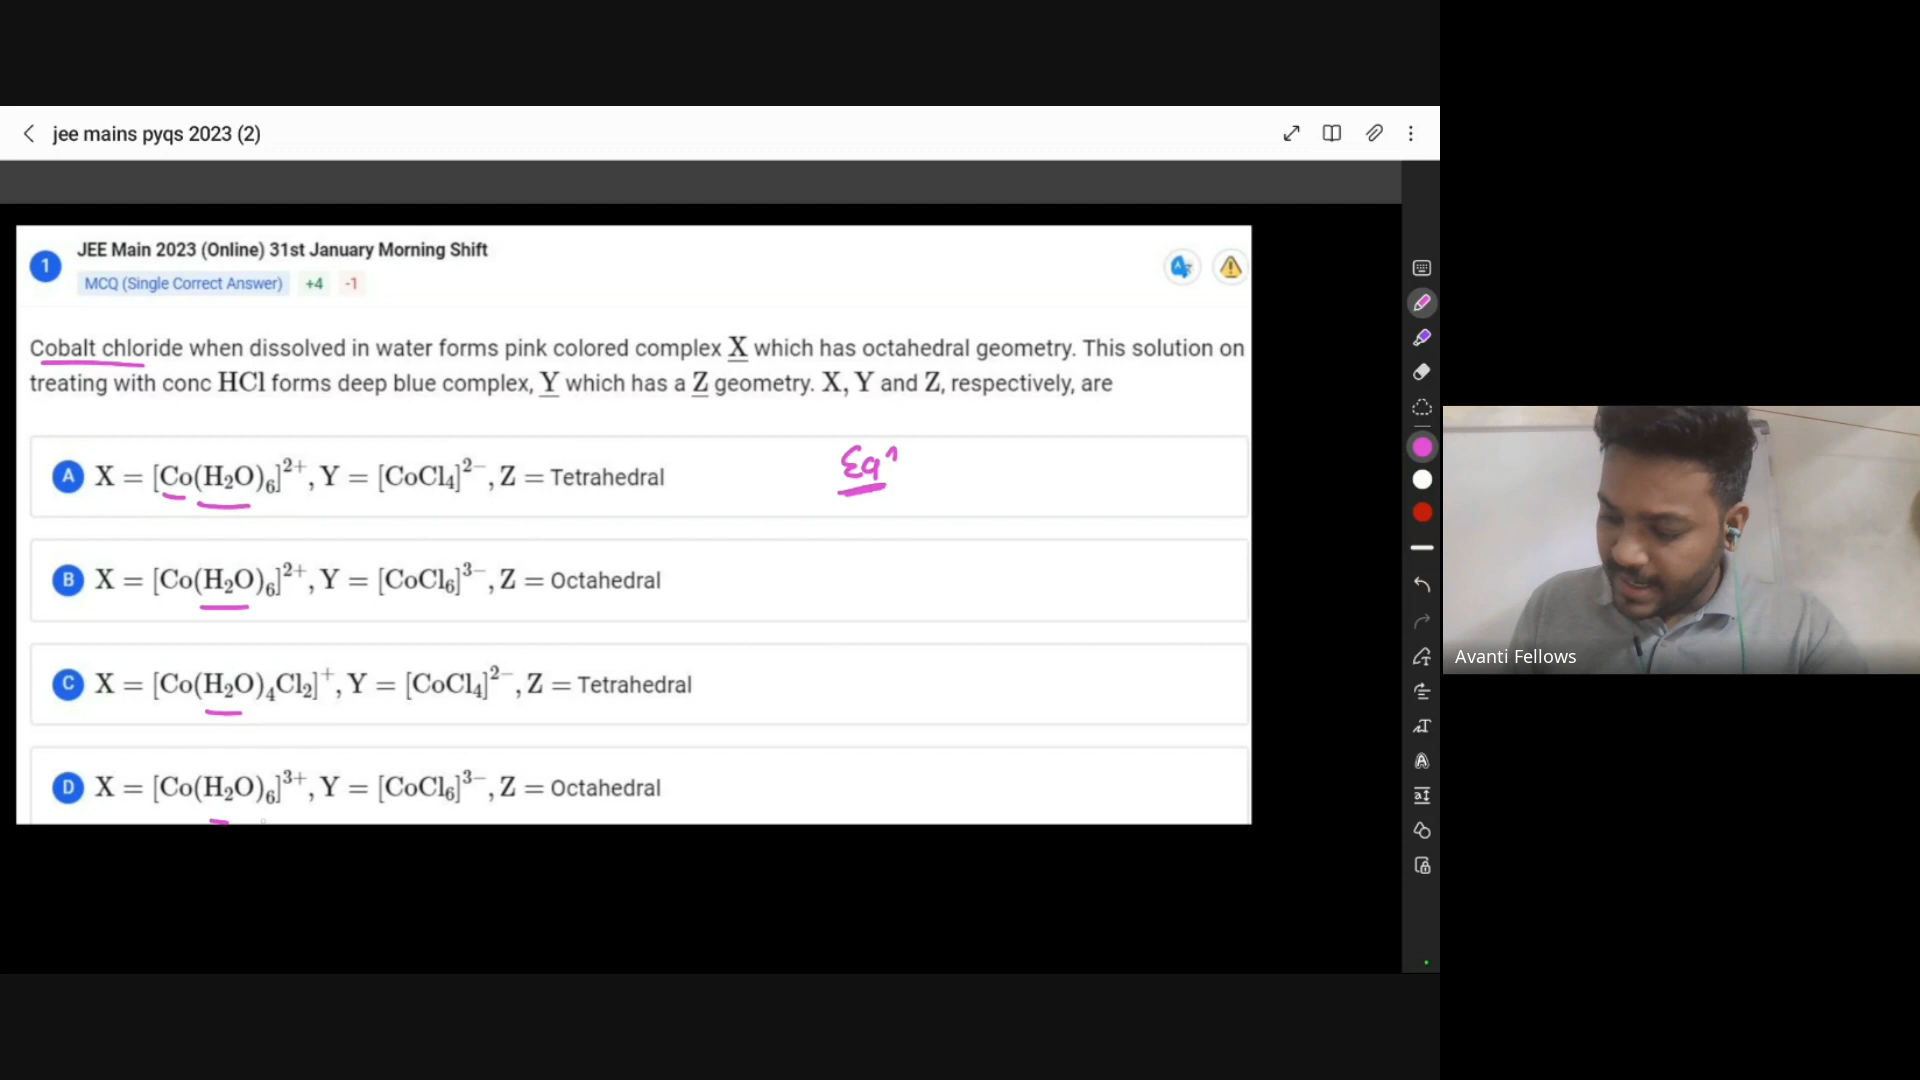 jee mains pyqs 2023 (2)
1
JEE Main 2023 (Online) 31st January Morning Shift
MCQ (Single Correct Answer) +4 -1
Cobalt chloride when dissolved in water forms pink colored complex X which has octahedral geometry. This solution on
treating with conc HCl forms deep blue complex, Y which has a Z geometry. X, Y and Z, respectively, are
A X = [Co(H₂O)₆]²⁺, Y = [CoCl₄]²⁻, Z = Tetrahedral
Eqⁿ
B X = [Co(H₂O)₆]²⁺, Y = [CoCl₆]³⁻, Z = Octahedral
C X = [Co(H₂O)₄Cl₂]⁺, Y = [CoCl₄]²⁻, Z = Tetrahedral
D X = [Co(H₂O)₆]³⁺, Y = [CoCl₆]³⁻, Z = Octahedral
Avanti Fellows